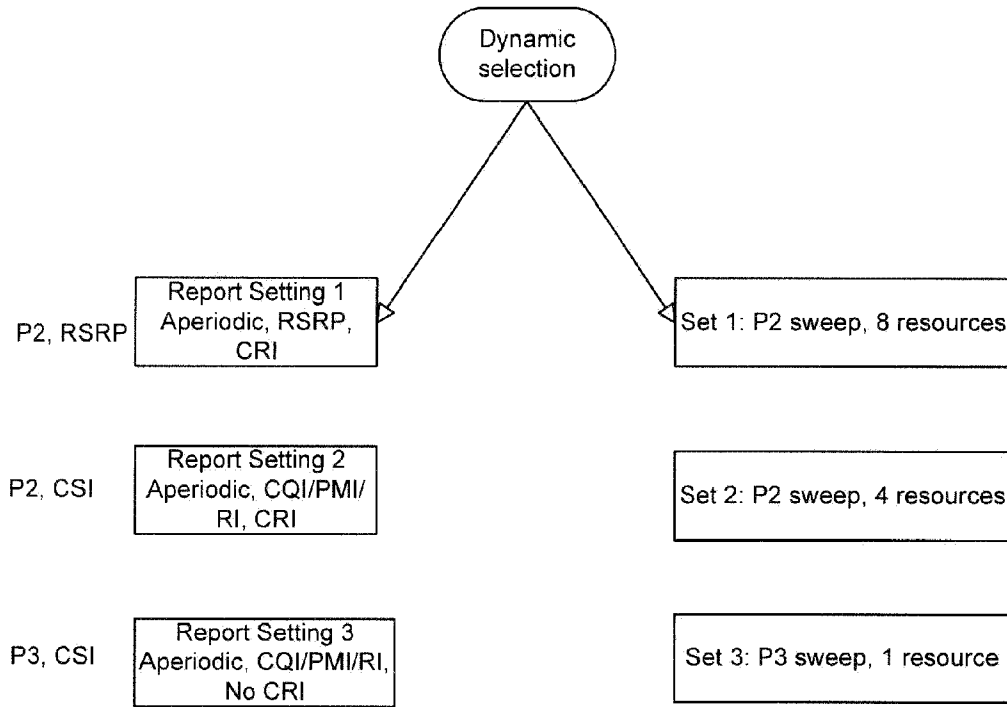 Dynamic
selection
P2, RSRP
Report Setting 1
Aperiodic, RSRP,
CRI
Set 1: P2 sweep, 8 resources
P2, CSI
Report Setting 2
Aperiodic, CQI/PMI/
RI, CRI
Set 2: P2 sweep, 4 resources
P3, CSI
Report Setting 3
Aperiodic, CQI/PMI/RI,
No CRI
Set 3: P3 sweep, 1 resource